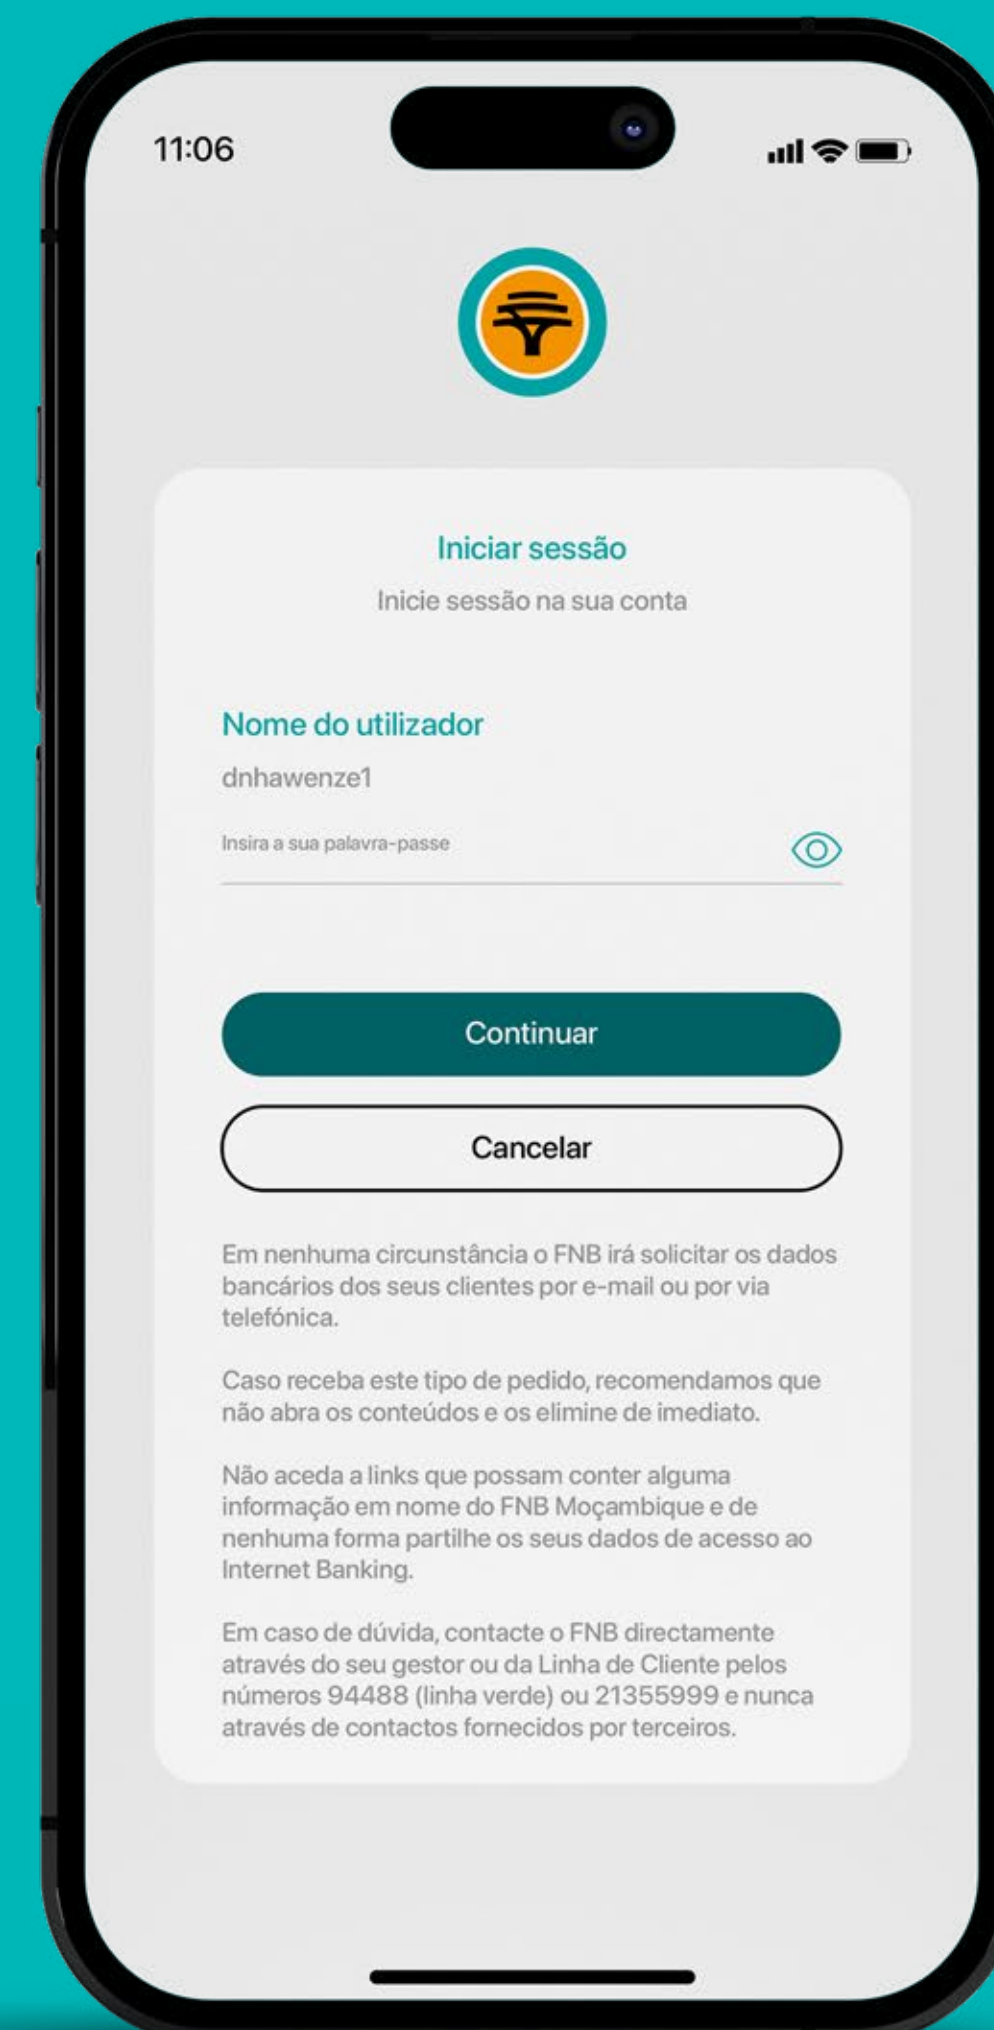 11:06
Iniciar sessão
Inicie sessão na sua conta
Nome do utilizador
dnhawenze1
Insira a sua palavra-passe
Continuar
Cancelar
Em nenhuma circunstância o FNB irá solicitar os dados
bancários dos seus clientes por e-mail ou por via
telefónica.
Caso receba este tipo de pedido, recomendamos que
não abra os conteúdos e os elimine de imediato.
Não aceda a links que possam conter alguma
informação em nome do FNB Moçambique e de
nenhuma forma partilhe os seus dados de acesso ao
Internet Banking.
Em caso de dúvida, contacte o FNB directamente
através do seu gestor ou da Linha de Cliente pelos
números 94488 (linha verde) ou 21355999 e nunca
através de contactos fornecidos por terceiros.